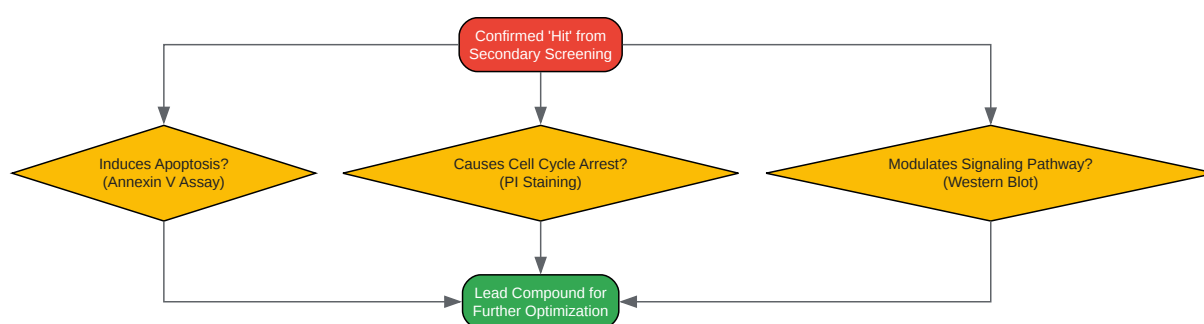 Confirmed 'Hit' from
Secondary Screening
Induces Apoptosis?
(Annexin V Assay)
Causes Cell Cycle Arrest?
(PI Staining)
Modulates Signaling Pathway?
(Western Blot)
Lead Compound for
Further Optimization